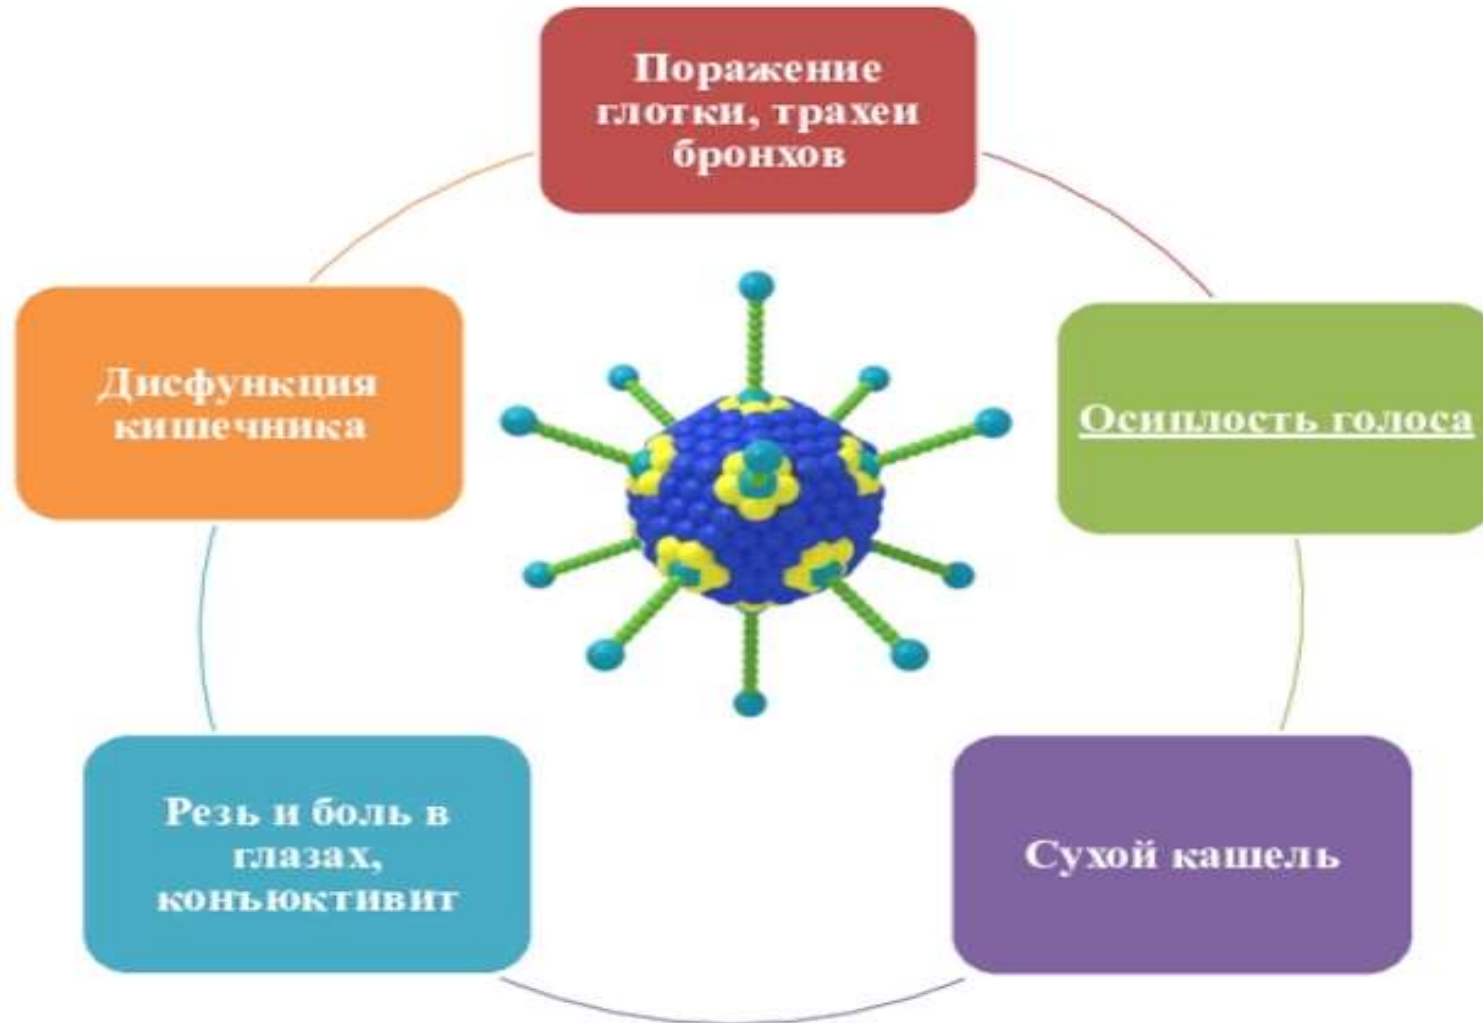 Поражение
глотки, трахеи
бронхов
Осиплость голоса
Сухой кашель
Резь и боль в
глазах,
конъюктивит
Дисфункция
кишечника